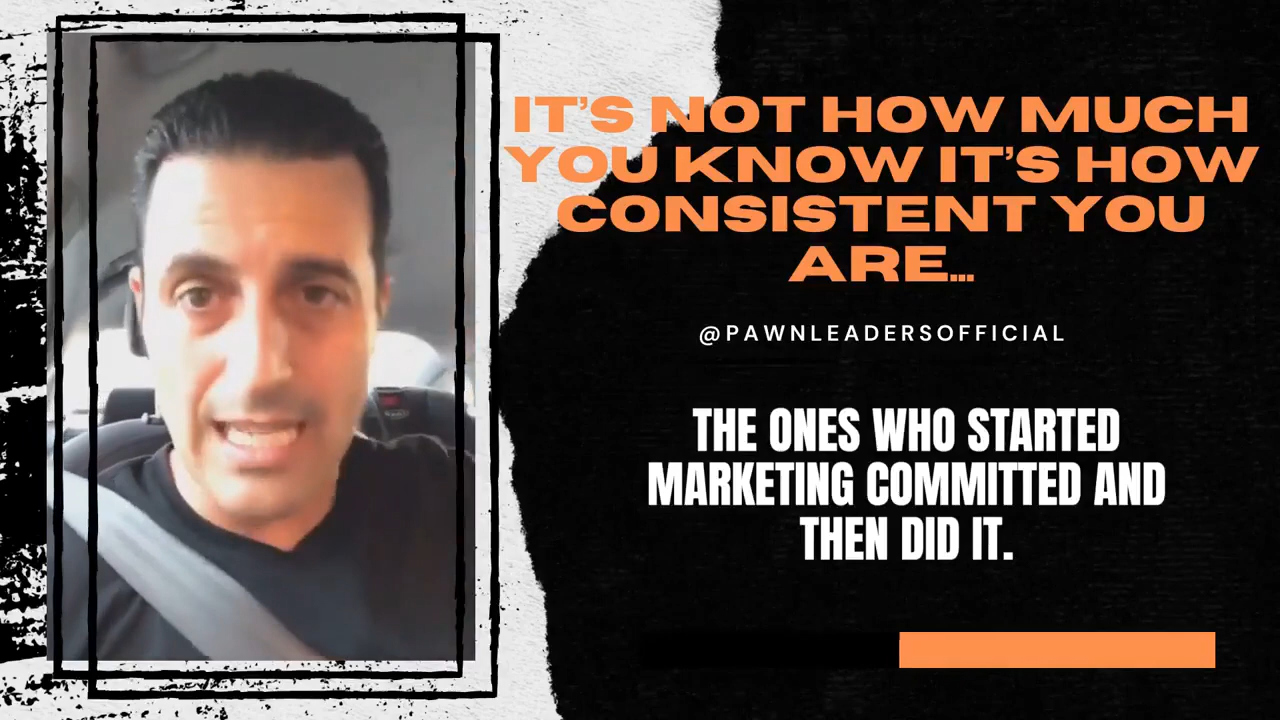 IT'S NOT HOW MUCH
YOU KNOW IT'S HOW
CONSISTENT YOU
ARE...
@PAWNLEADERSOFFICIAL
THE ONES WHO STARTED
MARKETING COMMITTED AND
THEN DID IT.